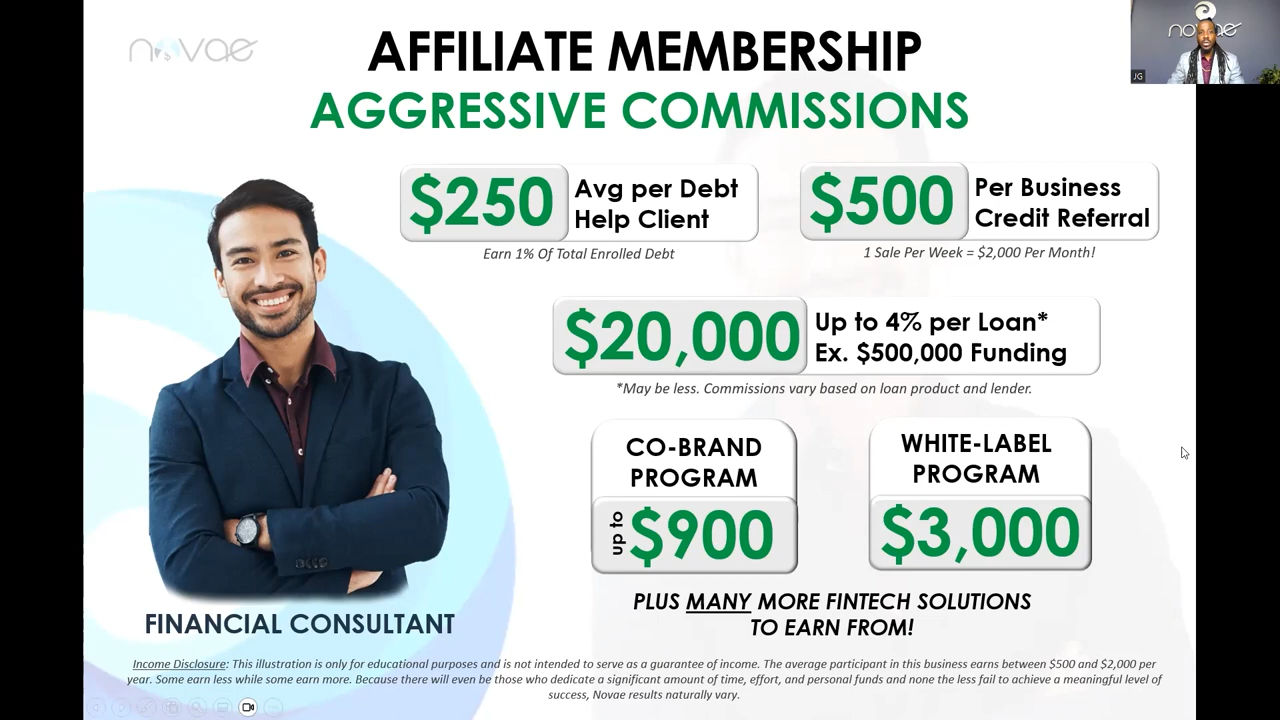 novae
AFFILIATE MEMBERSHIP
AGGRESSIVE COMMISSIONS
novae
JG
$250
Avg per Debt
Help Client
Earn 1% Of Total Enrolled Debt
$500
Per Business
Credit Referral
1 Sale Per Week = $2,000 Per Month!
$20,000
Up to 4% per Loan*
Ex. $500,000 Funding
*May be less. Commissions vary based on loan product and lender.
CO-BRAND
PROGRAM
up to
$900
WHITE-LABEL
PROGRAM
$3,000
PLUS MANY MORE FINTECH SOLUTIONS
TO EARN FROM!
FINANCIAL CONSULTANT
Income Disclosure: This illustration is only for educational purposes and is not intended to serve as a guarantee of income. The average participant in this business earns between $500 and $2,000 per
year. Some earn less while some earn more. Because there will even be those who dedicate a significant amount of time, effort, and personal funds and none the less fail to achieve a meaningful level of
success, Novae results naturally vary.